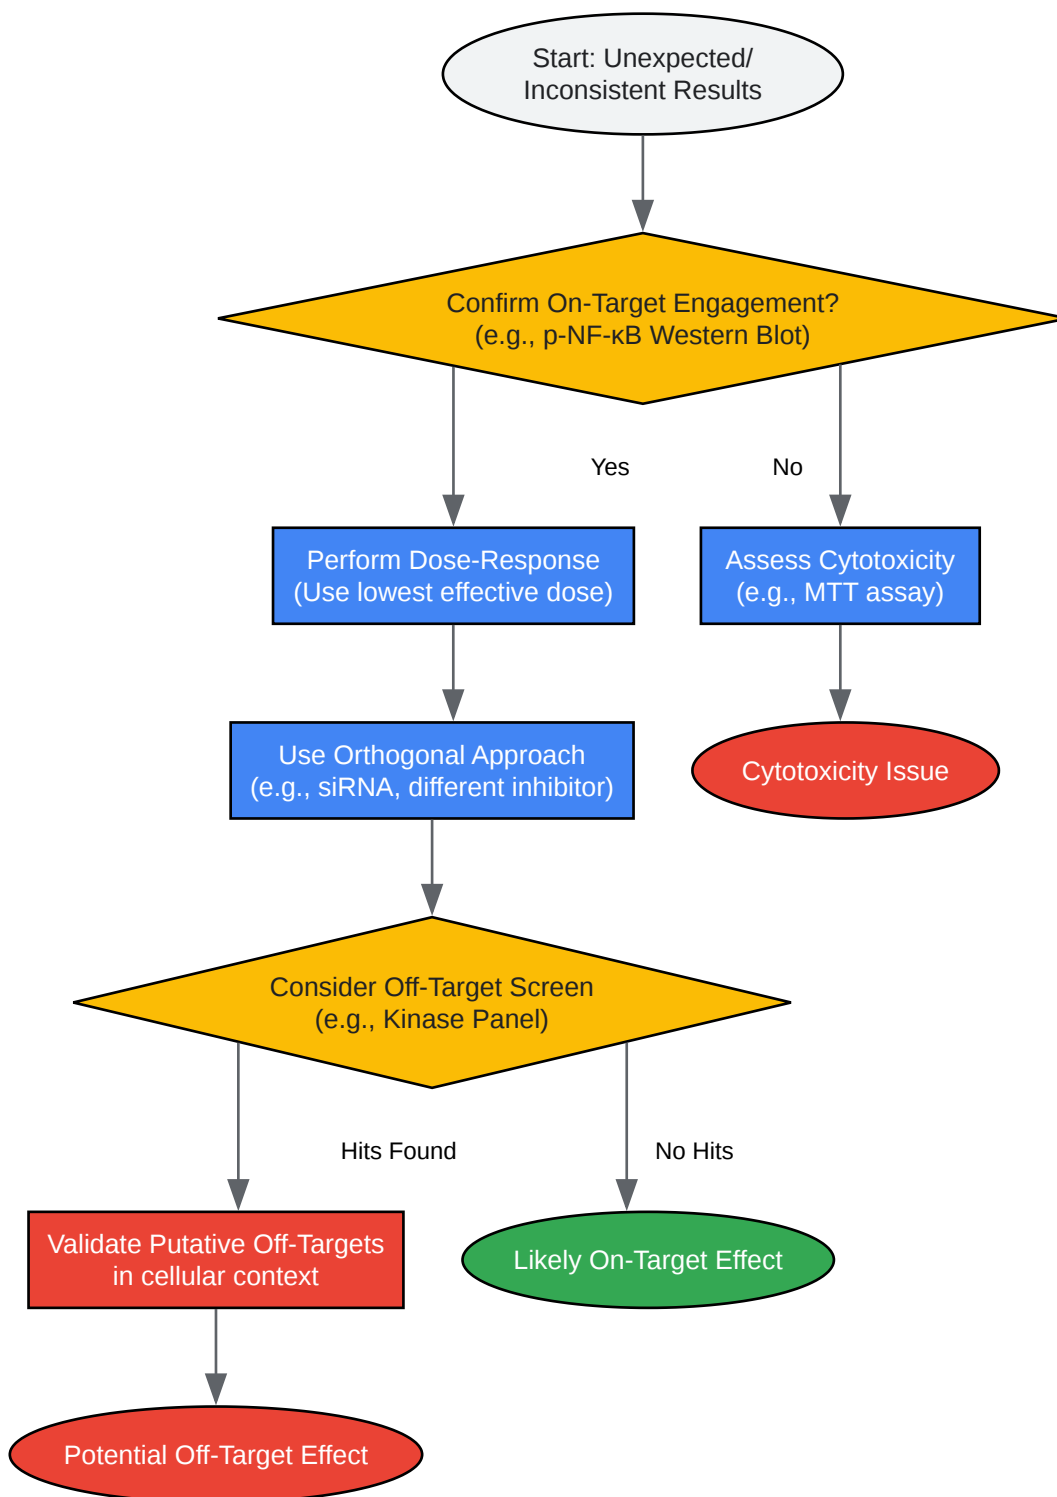 Start: Unexpected/
Inconsistent Results
Confirm On-Target Engagement?
(e.g., p-NF-κB Western Blot)
Yes
No
Perform Dose-Response
(Use lowest effective dose)
Assess Cytotoxicity
(e.g., MTT assay)
Use Orthogonal Approach
(e.g., siRNA, different inhibitor)
Cytotoxicity Issue
Consider Off-Target Screen
(e.g., Kinase Panel)
Hits Found
No Hits
Validate Putative Off-Targets
in cellular context
Likely On-Target Effect
Potential Off-Target Effect